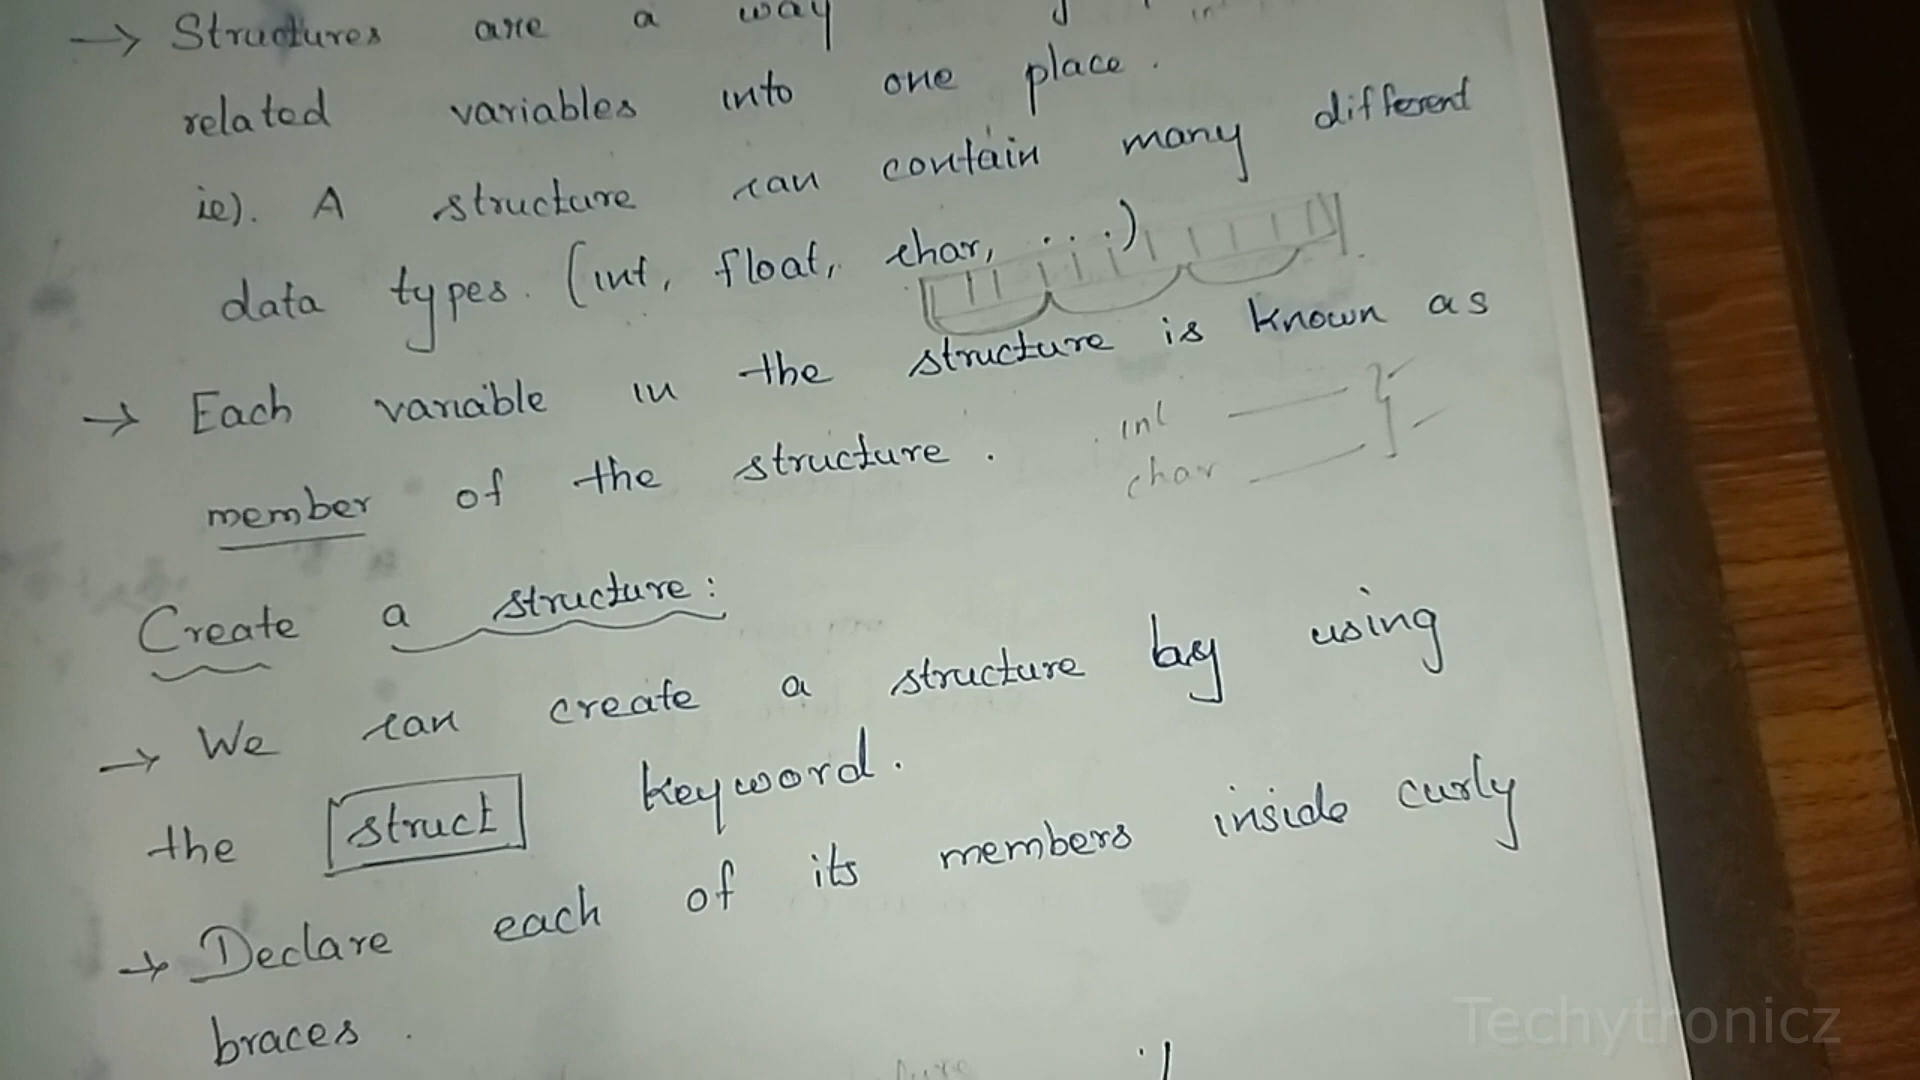 → Structures are a way
related variables into one place.
ie). A structure can contain many different
data types. (int, float, char, ...)
→ Each variable in the structure is known as
member of the structure.
int
char
Create a structure:
→ We can create a structure by using
the struct keyword.
→ Declare each of its members inside curly
braces.
Techytronicz